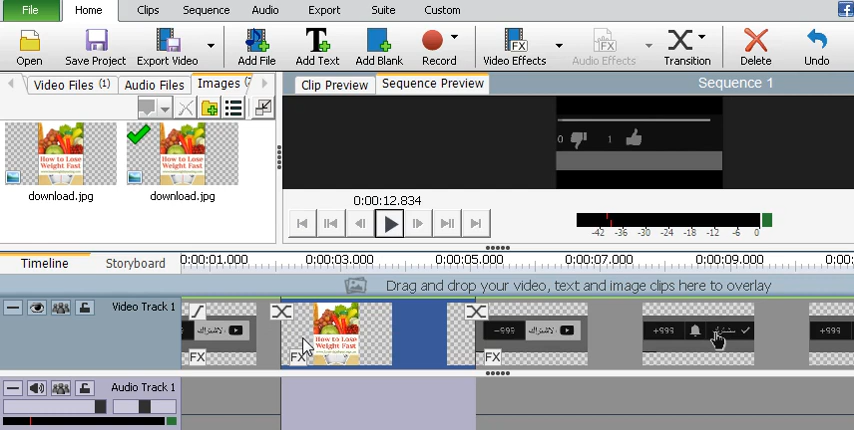 File Home Clips Sequence Audio Export Suite Custom
Open Save Project Export Video Add File Add Text Add Blank Record Video Effects Audio Effects Transition Delete Undo
Video Files (1) Audio Files Images
Clip Preview Sequence Preview Sequence 1
How to Lose
Weight Fast
How to Lose
Weight Fast
0 1
download.jpg download.jpg
0:00:12.834
-42 -36 -30 -24 -18 -12 -6 0
Timeline Storyboard
0:00:01.000 0:00:03.000 0:00:05.000 0:00:07.000 0:00:09.000
Drag and drop your video, text and image clips here to overlay
Video Track 1
الاشتراك
How to Lose
Weight Fast
-999 الاشتراك
+999
+999
FX FX FX
Audio Track 1